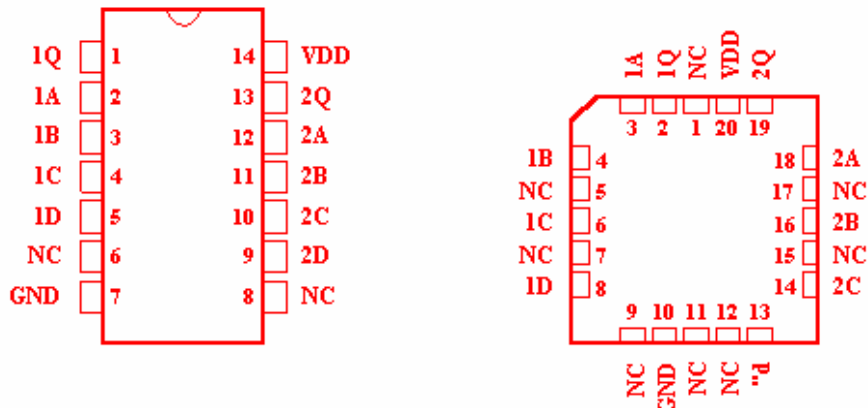 1Q 1 14 VDD
1A 2 13 2Q
1B 3 12 2A
1C 4 11 2B
1D 5 10 2C
NC 6 9 2D
GND 7 8 NC
1A 1Q NC VDD 2Q
3 2 1 20 19
1B 4 18 2A
NC 5 17 NC
1C 6 16 2B
NC 7 15 NC
1D 8 14 2C
9 10 11 12 13
NC GND NC NC